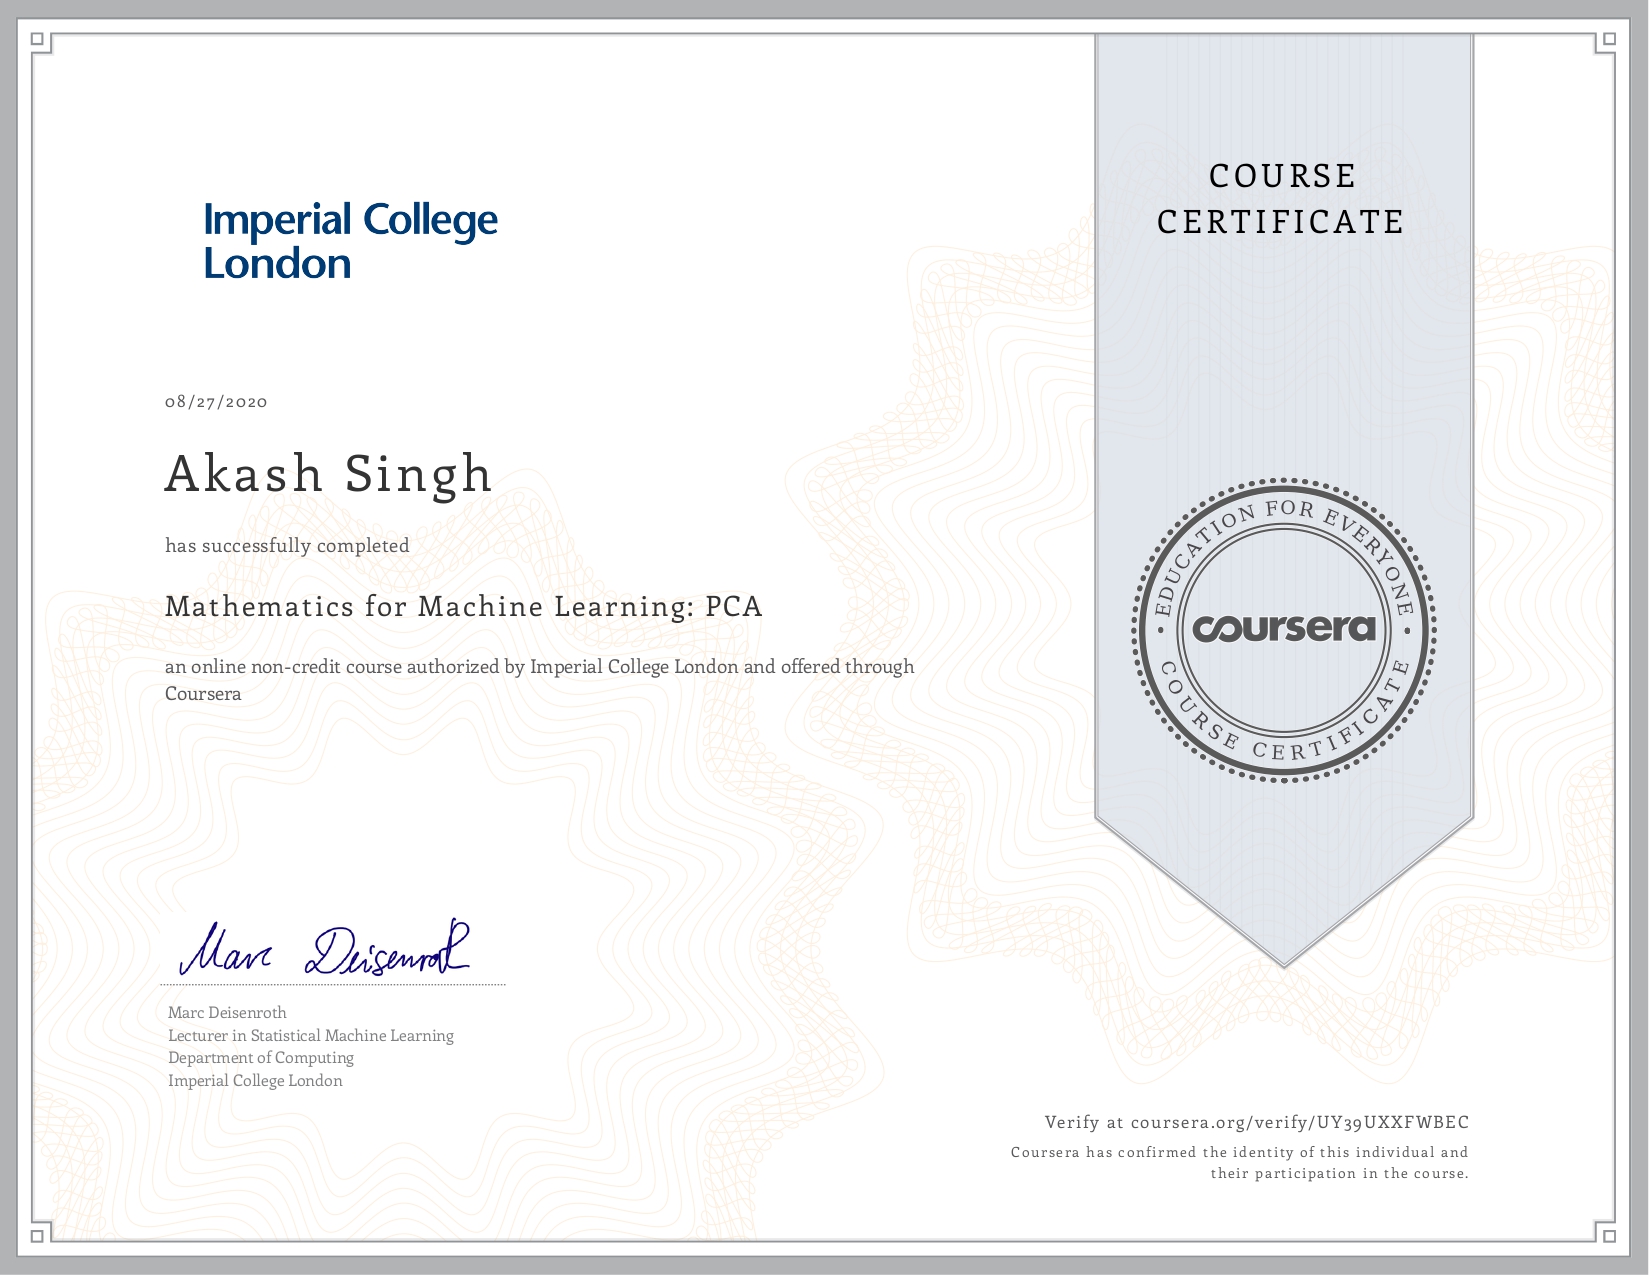 Imperial College
London
COURSE
CERTIFICATE
08/27/2020
Akash Singh
has successfully completed
Mathematics for Machine Learning: PCA
an online non-credit course authorized by Imperial College London and offered through
Coursera
EDUCATION FOR EVERYONE
coursera
COURSE CERTIFICATE
Marc Deisenroth
Marc Deisenroth
Lecturer in Statistical Machine Learning
Department of Computing
Imperial College London
Verify at coursera.org/verify/UY39UXXFWBEC
Coursera has confirmed the identity of this individual and
their participation in the course.